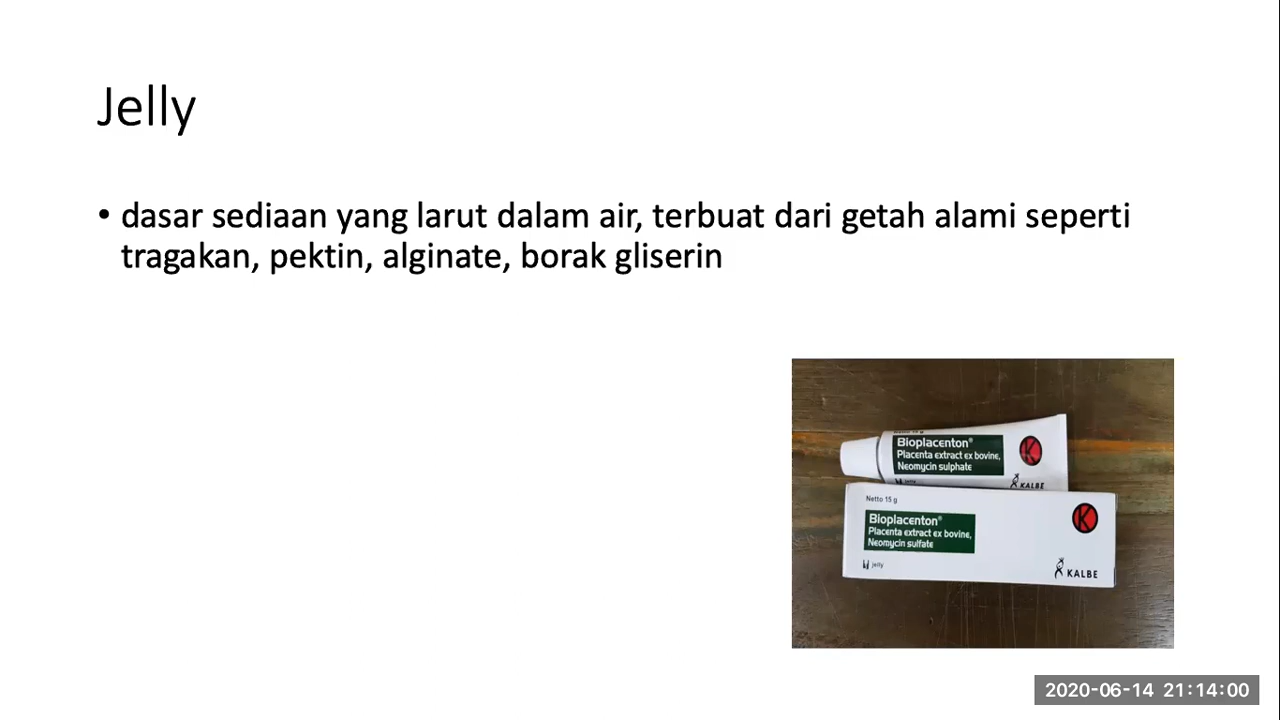 Jelly
• dasar sediaan yang larut dalam air, terbuat dari getah alami seperti
tragakan, pektin, alginate, borak gliserin
Bioplacenton®
Placenta extract ex bovine,
Neomycin sulphate
jelly
K
KALBE
Netto 15 g
Bioplacenton®
Placenta extract ex bovine,
Neomycin sulfate
jelly
K
KALBE
2020-06-14 21:14:00